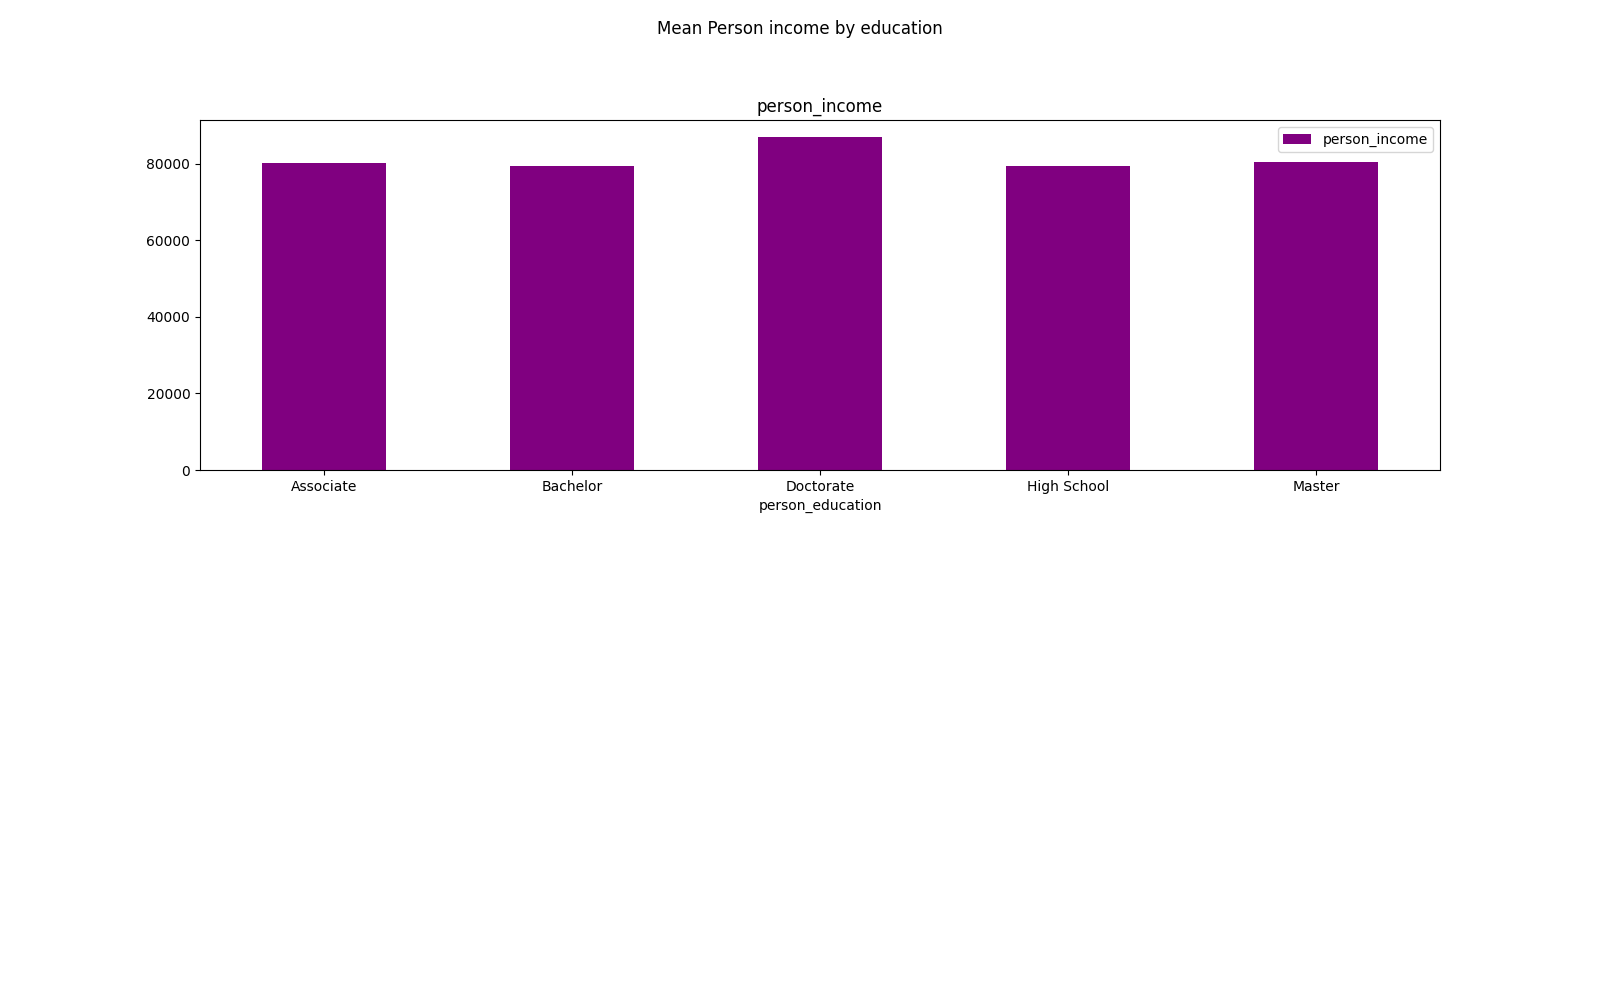 Mean Person income by education
person_income
person_income
80000
60000
40000
20000
0
Associate Bachelor Doctorate High School Master
person_education